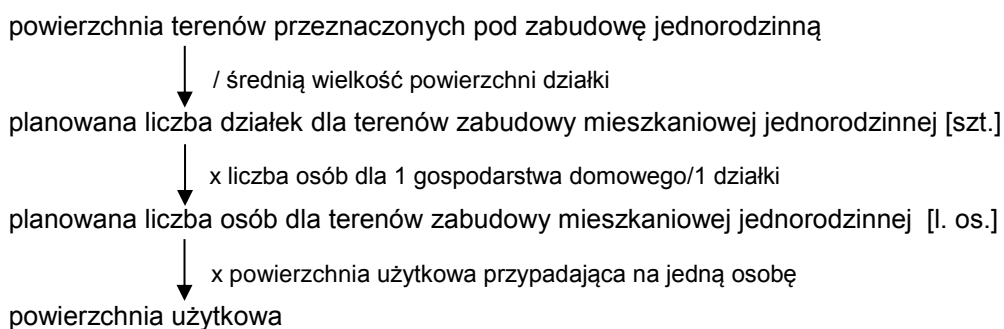 powierzchnia terenów przeznaczonych pod zabudowę jednorodzinną
/ średnią wielkość powierzchni działki
planowana liczba działek dla terenów zabudowy mieszkaniowej jednorodzinnej [szt.]
x liczba osób dla 1 gospodarstwa domowego/1 działki
planowana liczba osób dla terenów zabudowy mieszkaniowej jednorodzinnej [l. os.]
x powierzchnia użytkowa przypadająca na jedną osobę
powierzchnia użytkowa